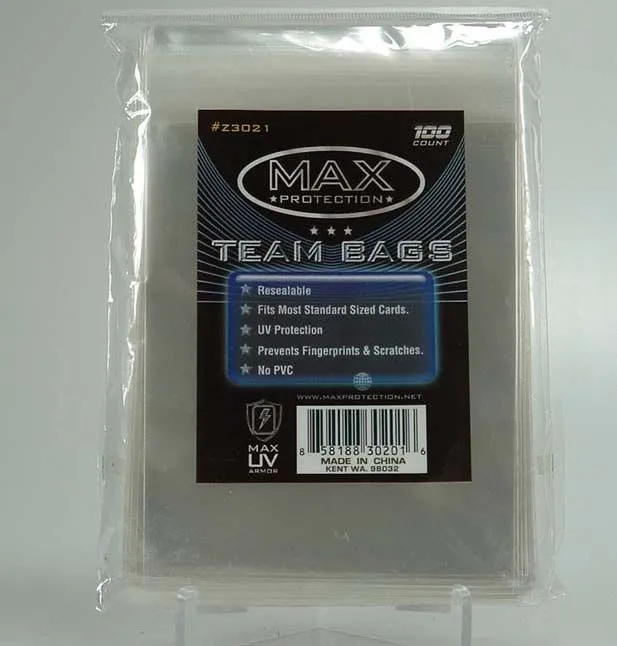 #Z3021
100
COUNT
MAX
★PROTECTION★
★ ★ ★
TEAM BAGS
★ Resealable
★ Fits Most Standard Sized Cards.
★ UV Protection
★ Prevents Fingerprints & Scratches.
★ No PVC
WWW.MAXPROTECTION.NET
MAX
UV
ARMOR
8 58188 30201 6
MADE IN CHINA
KENT WA. 98032